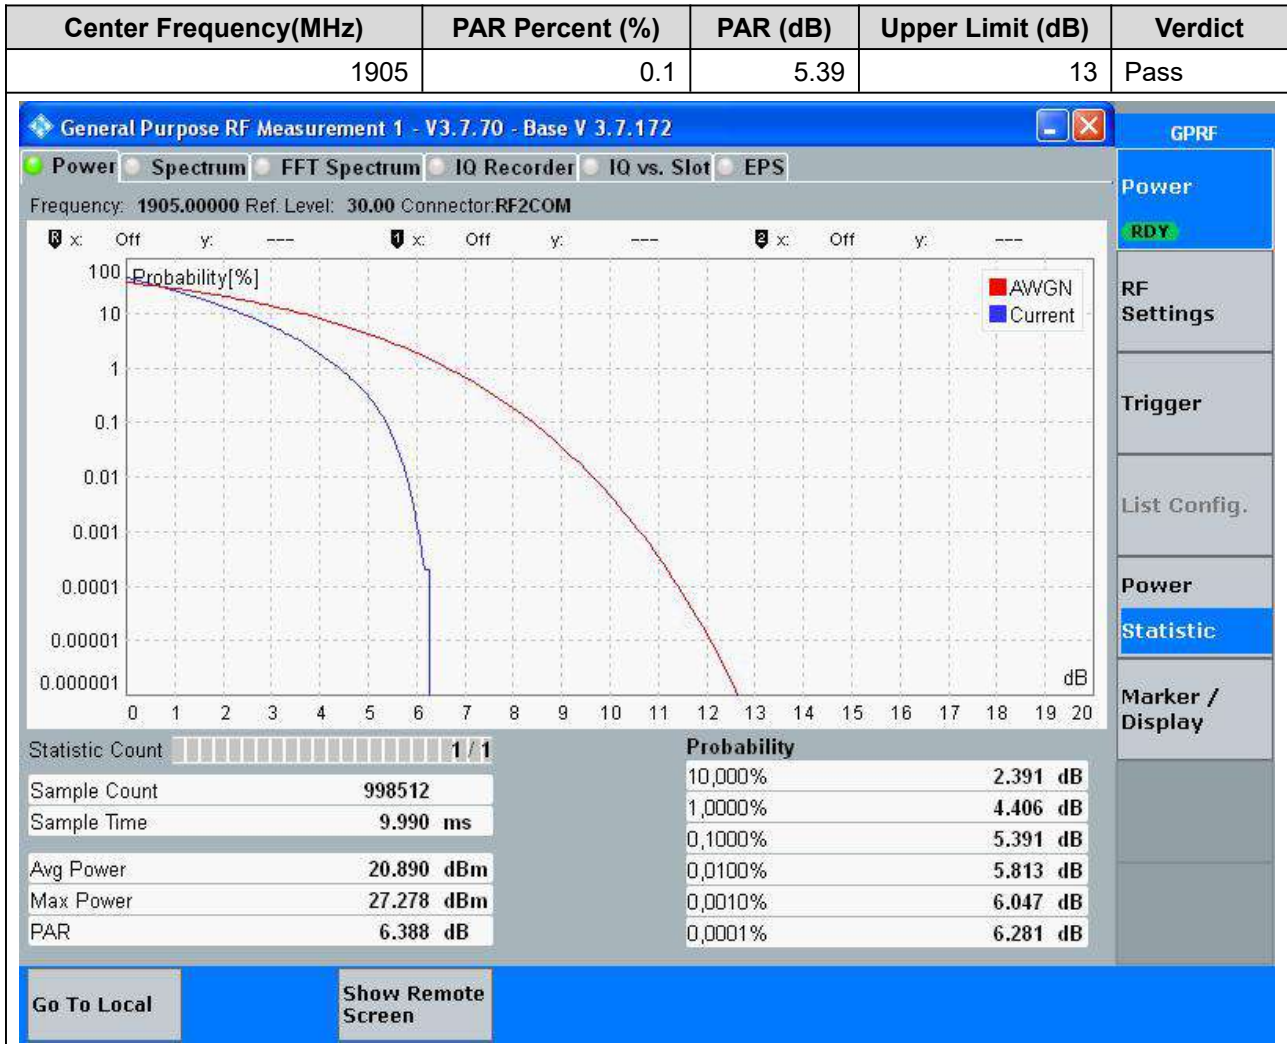 Center Frequency(MHz) PAR Percent (%) PAR (dB) Upper Limit (dB) Verdict
1905 0.1 5.39 13 Pass
General Purpose RF Measurement 1 - V3.7.70 - Base V 3.7.172
GPRF
Power Spectrum FFT Spectrum IQ Recorder IQ vs. Slot EPS
Frequency: 1905.00000 Ref. Level: 30.00 Connector:RF2COM
Power
RDY
R x: Off y: --- 1 x: Off y: --- 2 x: Off y: ---
Probability[%]
AWGN
Current
100
10
1
0.1
0.01
0.001
0.0001
0.00001
0.000001
dB
0 1 2 3 4 5 6 7 8 9 10 11 12 13 14 15 16 17 18 19 20
RF
Settings
Trigger
List Config.
Power
Statistic
Marker /
Display
Statistic Count 1 / 1
Sample Count 998512
Sample Time 9.990 ms
Avg Power 20.890 dBm
Max Power 27.278 dBm
PAR 6.388 dB
Probability
10,000% 2.391 dB
1,0000% 4.406 dB
0,1000% 5.391 dB
0,0100% 5.813 dB
0,0010% 6.047 dB
0,0001% 6.281 dB
Go To Local
Show Remote
Screen